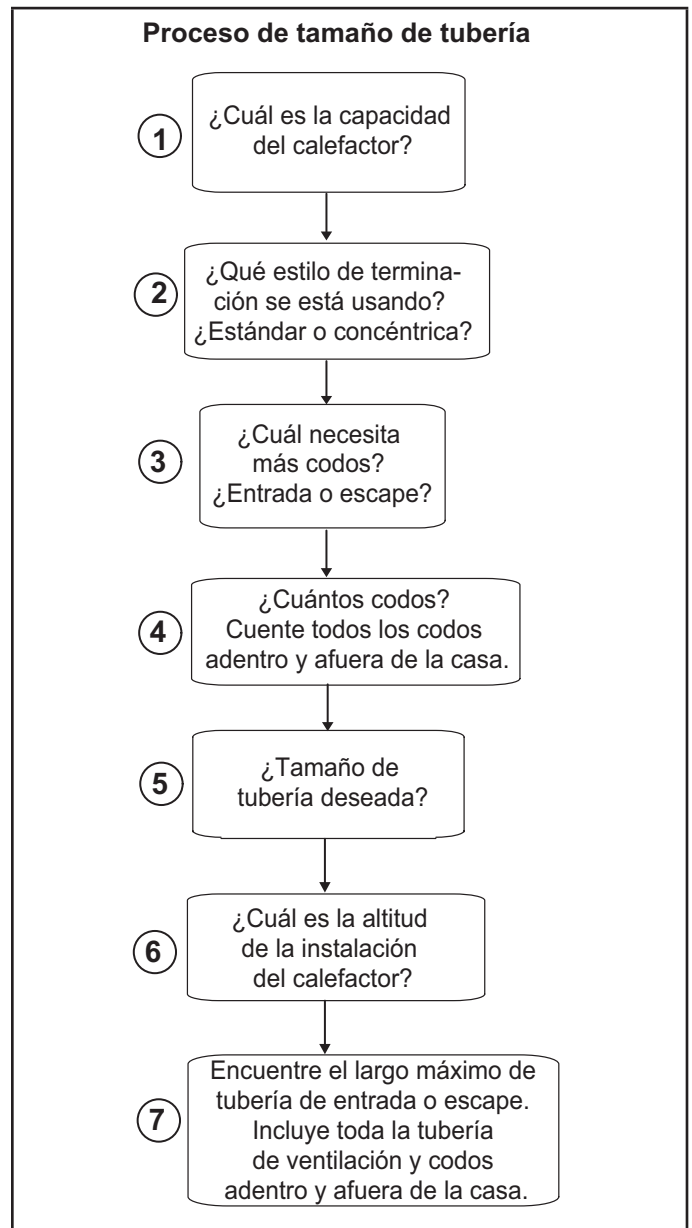 Proceso de tamaño de tubería
1
¿Cuál es la capacidad
del calefactor?
2
¿Qué estilo de termina-
ción se está usando?
¿Estándar o concéntrica?
3
¿Cuál necesita
más codos?
¿Entrada o escape?
4
¿Cuántos codos?
Cuente todos los codos
adentro y afuera de la casa.
5
¿Tamaño de
tubería deseada?
6
¿Cuál es la altitud
de la instalación
del calefactor?
7
Encuentre el largo máximo de
tubería de entrada o escape.
Incluye toda la tubería
de ventilación y codos
adentro y afuera de la casa.